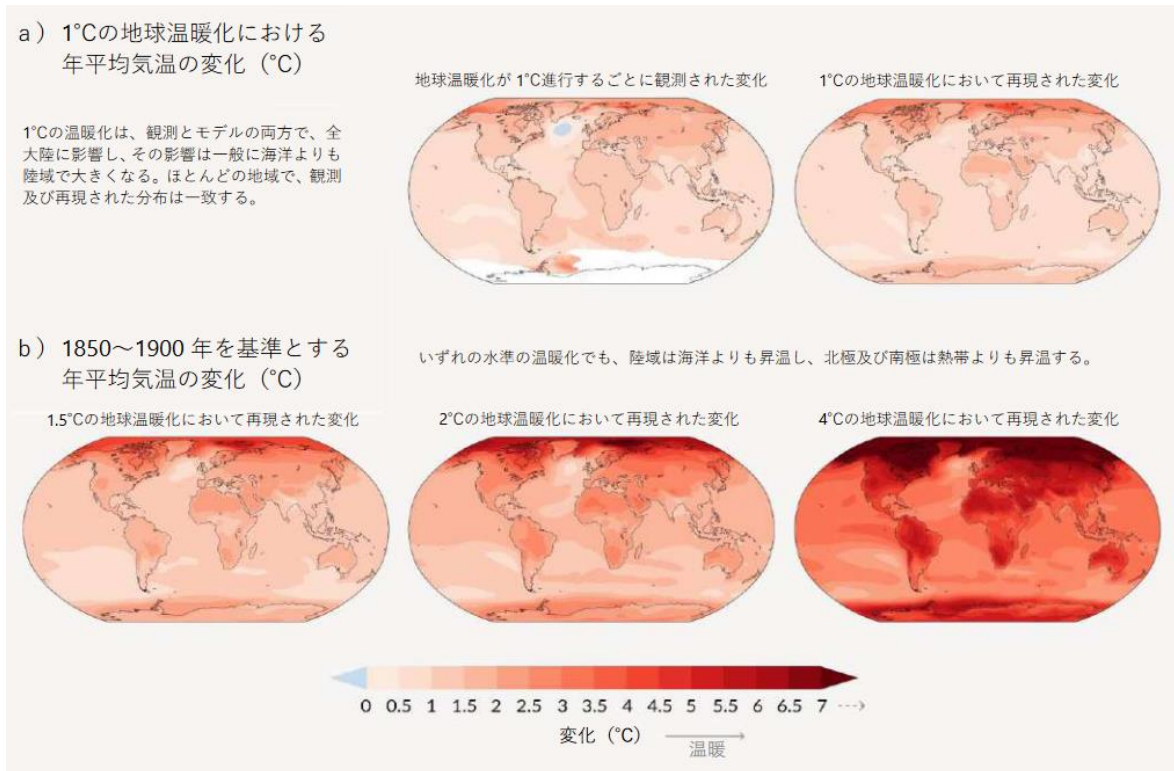 a）1°Cの地球温暖化における
年平均気温の変化（°C）
1°Cの温暖化は、観測とモデルの両方で、全
大陸に影響し、その影響は一般に海洋よりも
陸域で大きくなる。ほとんどの地域で、観測
及び再現された分布は一致する。
地球温暖化が 1°C進行するごとに観測された変化
1°Cの地球温暖化において再現された変化
b）1850～1900 年を基準とする
年平均気温の変化（°C）
いずれの水準の温暖化でも、陸域は海洋よりも昇温し、北極及び南極は熱帯よりも昇温する。
1.5°Cの地球温暖化において再現された変化
2°Cの地球温暖化において再現された変化
4°Cの地球温暖化において再現された変化
0 0.5 1 1.5 2 2.5 3 3.5 4 4.5 5 5.5 6 6.5 7
変化（°C）
温暖